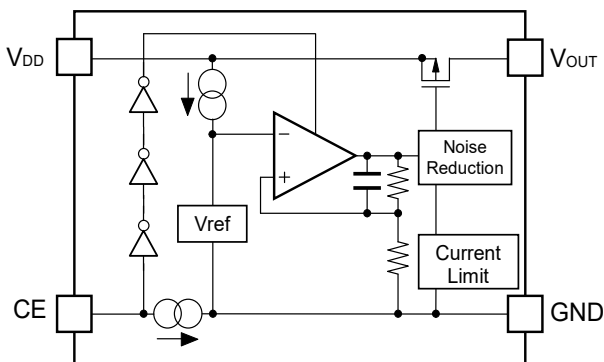 VDD
VOUT
−
+
Noise
Reduction
Vref
Current
Limit
CE
GND